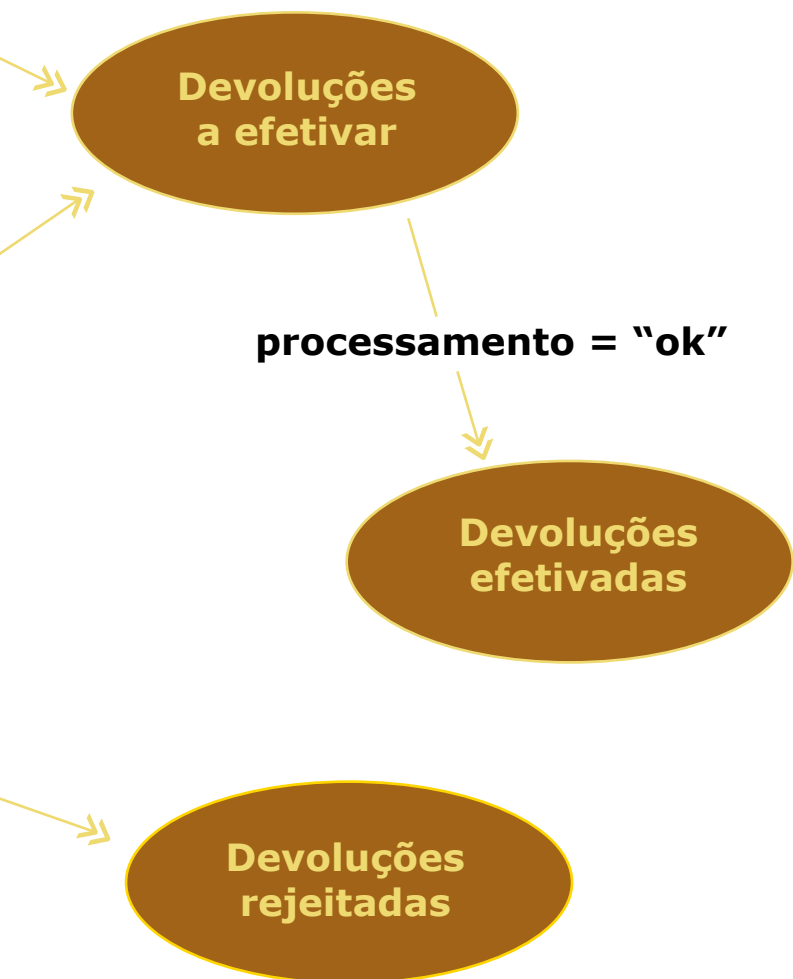 Devoluções
a efetivar
processamento = “ok”
Devoluções
efetivadas
Devoluções
rejeitadas